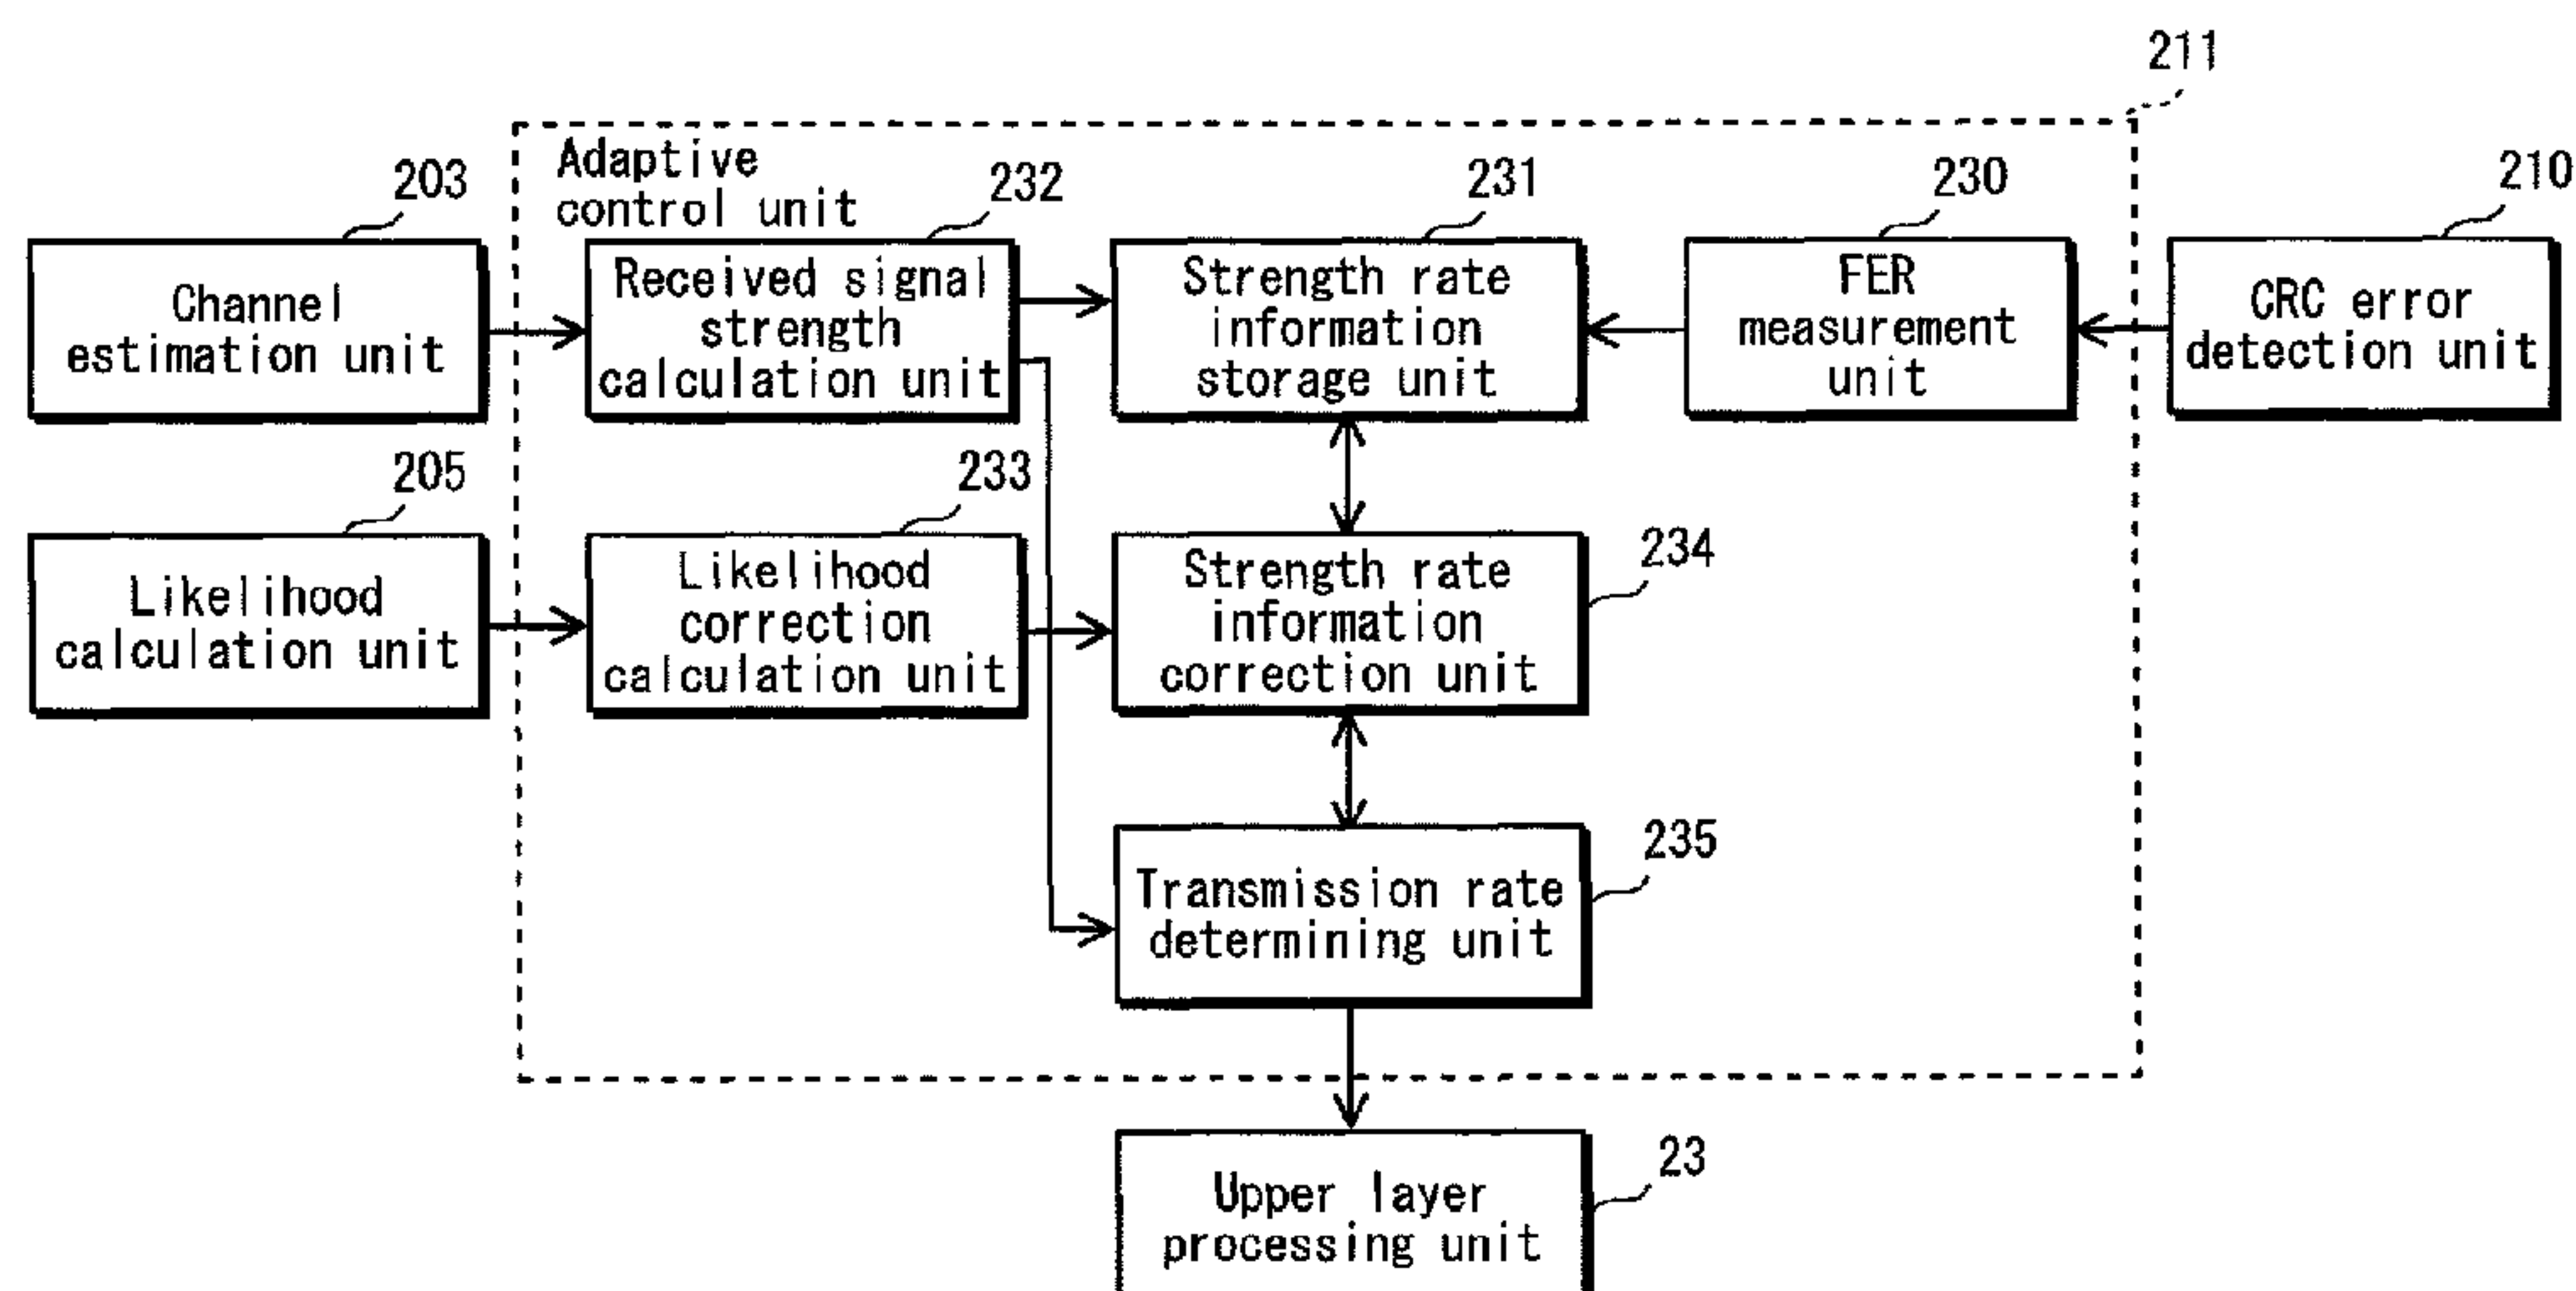 211
Adaptive
control unit
203
232
231
230
210
Channel
estimation unit
Received signal
strength
calculation unit
Strength rate
information
storage unit
FER
measurement
unit
CRC error
detection unit
205
233
234
Likelihood
calculation unit
Likelihood
correction
calculation unit
Strength rate
information
correction unit
235
Transmission rate
determining unit
23
Upper layer
processing unit